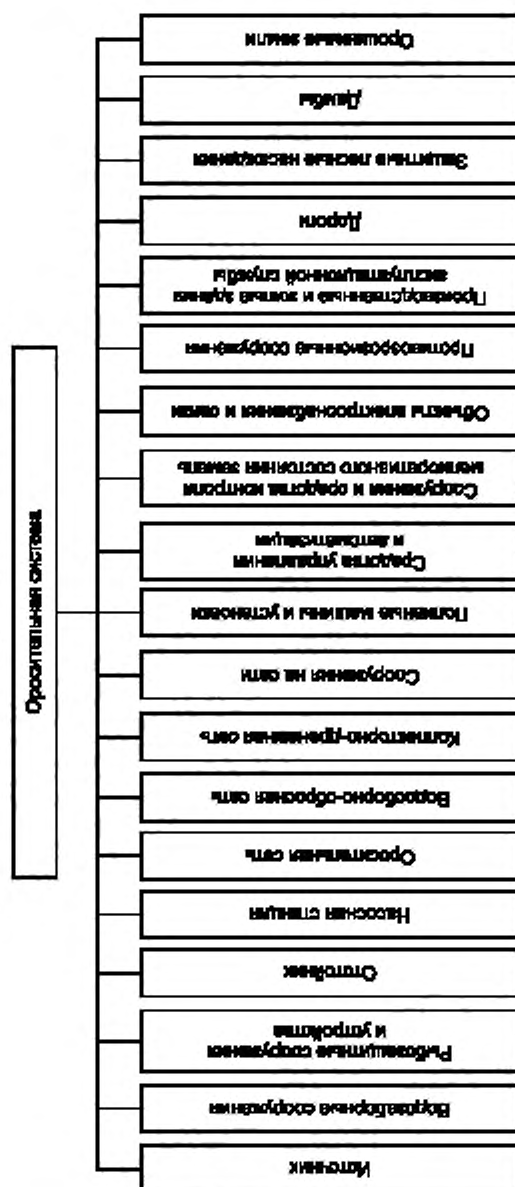 Оросительная система
Источник
Водозаборные сооружения
Рыбозащитные сооружения
и устройства
Отстойник
Насосная станция
Оросительная сеть
Водосборно-сбросная сеть
Коллекторно-дренажная сеть
Сооружения на сети
Поливные машины и установки
Средства управления
и автоматизации
Сооружения и средства контроля
мелиоративного состояния земель
Объекты электроснабжения и связи
Противоэрозионные сооружения
Производственные и жилые здания
эксплуатационной службы
Дороги
Защитные лесные насаждения
Дамбы
Орошаемые земли